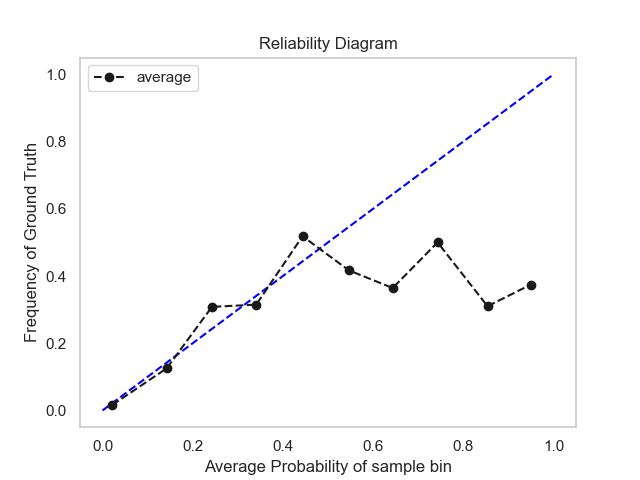 Reliability Diagram
average
1.0
0.8
0.6
0.4
0.2
0.0
Frequency of Ground Truth
0.0 0.2 0.4 0.6 0.8 1.0
Average Probability of sample bin